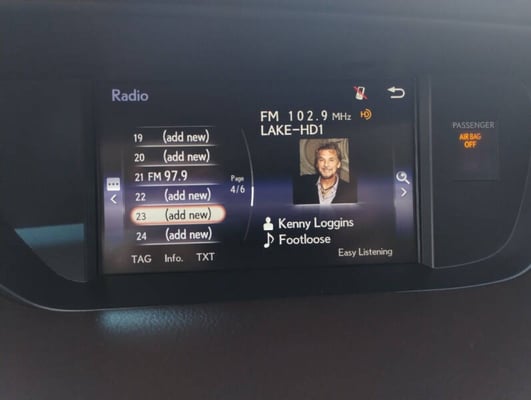 Radio
19 (add new)
20 (add new)
21 FM 97.9
22 (add new)
23 (add new)
24 (add new)
Page
4/6
TAG Info. TXT
FM 102.9 MHz
LAKE-HD1
Kenny Loggins
Footloose
Easy Listening
PASSENGER
AIR BAG
OFF